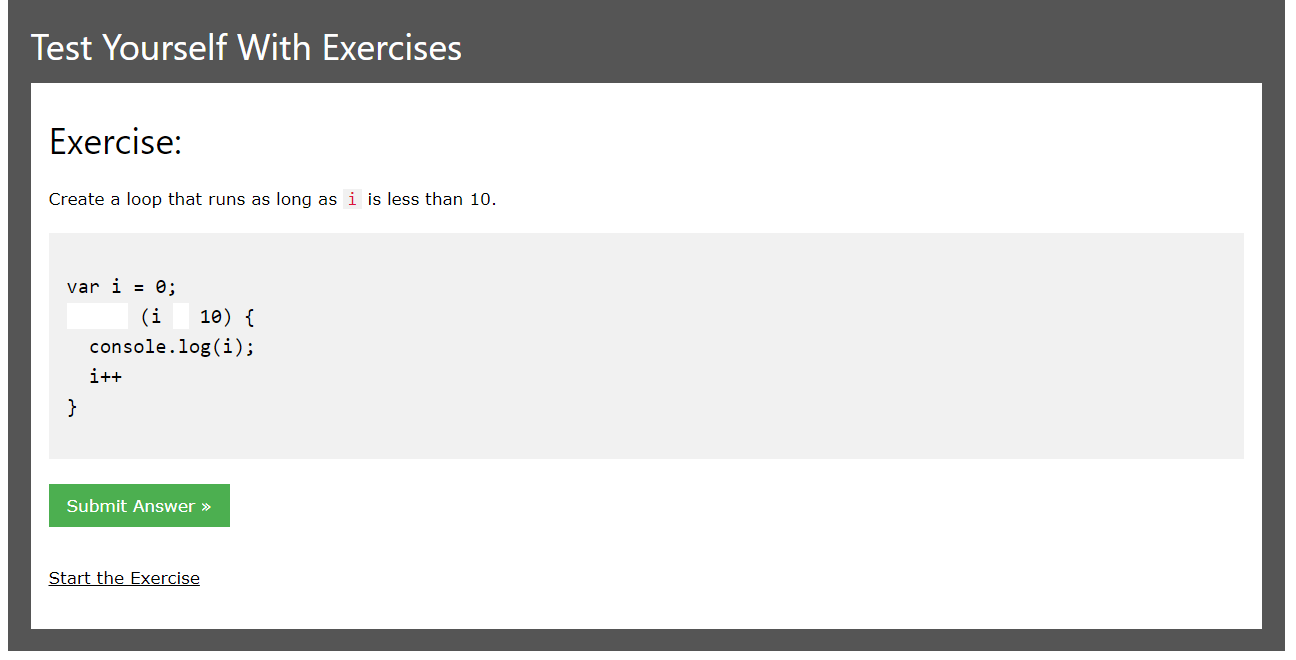 Test Yourself With Exercises
Exercise:
Create a loop that runs as long as i is less than 10.
var i = 0;
(i 10) {
console.log(i);
i++
}
Submit Answer »
Start the Exercise